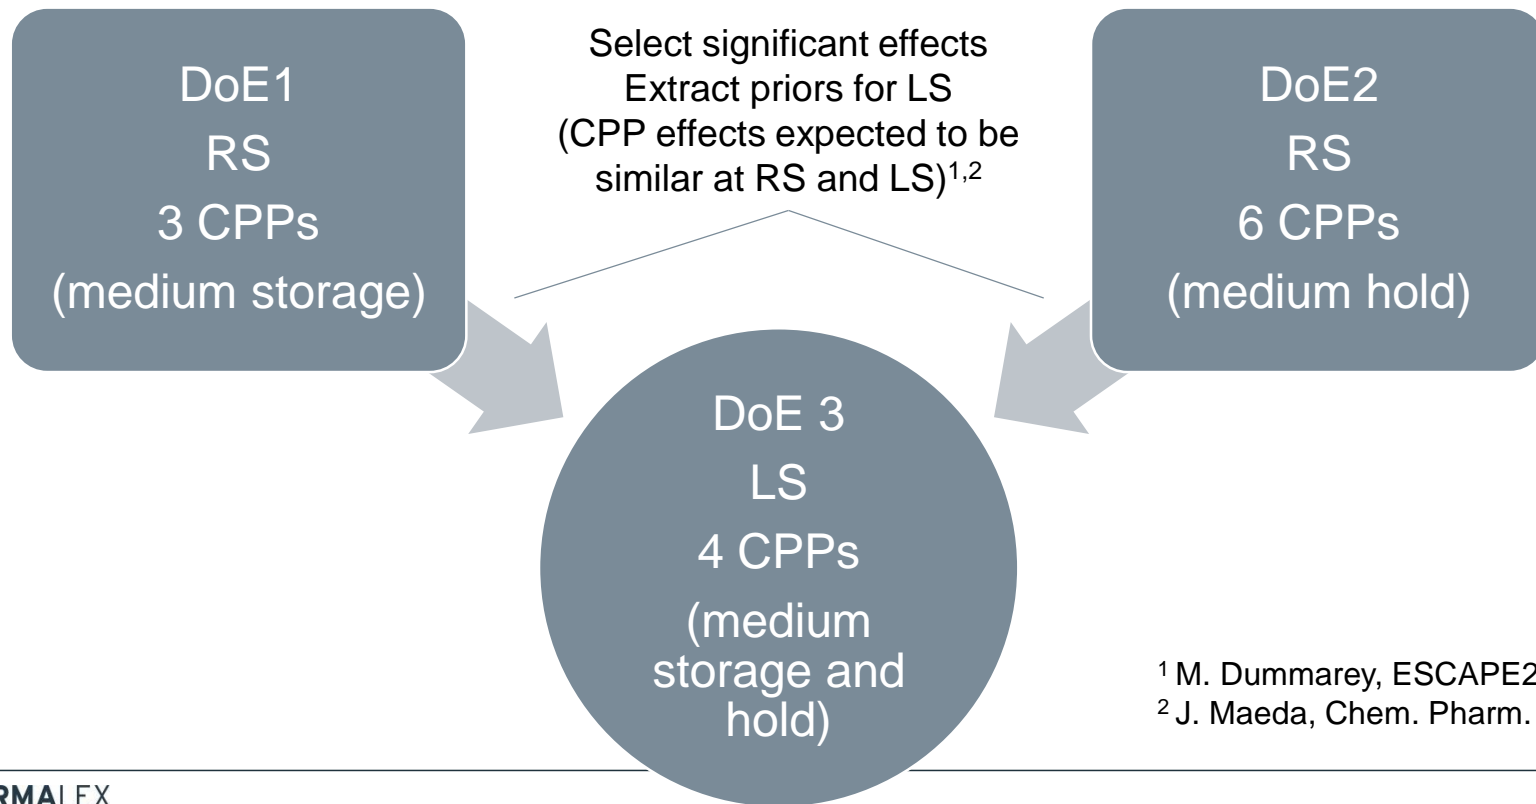 DoE1
RS
3 CPPs
(medium storage)
Select significant effects
Extract priors for LS
(CPP effects expected to be
similar at RS and LS)1,2
DoE2
RS
6 CPPs
(medium hold)
DoE 3
LS
4 CPPs
(medium
storage and
hold)
1 M. Dummarey, ESCAPE2
2 J. Maeda, Chem. Pharm.